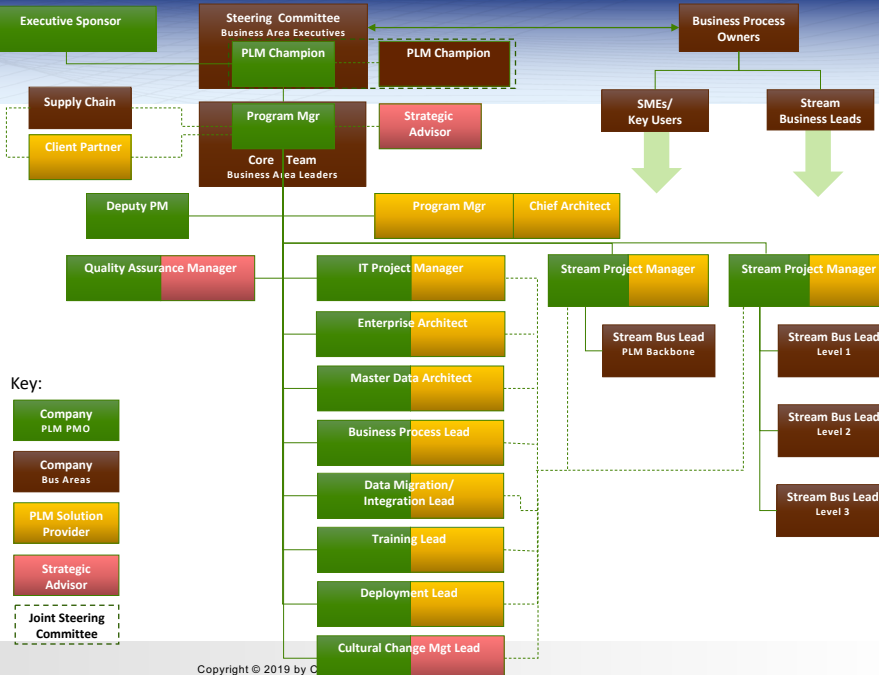 Executive Sponsor
Steering Committee
Business Area Executives
PLM Champion
PLM Champion
Business Process
Owners
Supply Chain
Client Partner
Program Mgr
Core Team
Business Area Leaders
Strategic
Advisor
SMEs/
Key Users
Stream
Business Leads
Deputy PM
Program Mgr
Chief Architect
Quality Assurance Manager
IT Project Manager
Stream Project Manager
Stream Project Manager
Enterprise Architect
Stream Bus Lead
PLM Backbone
Stream Bus Lead
Level 1
Master Data Architect
Business Process Lead
Stream Bus Lead
Level 2
Data Migration/
Integration Lead
Stream Bus Lead
Level 3
Training Lead
Deployment Lead
Cultural Change Mgt Lead
Key:
Company
PLM PMO
Company
Bus Areas
PLM Solution
Provider
Strategic
Advisor
Joint Steering
Committee
Copyright © 2019 by C